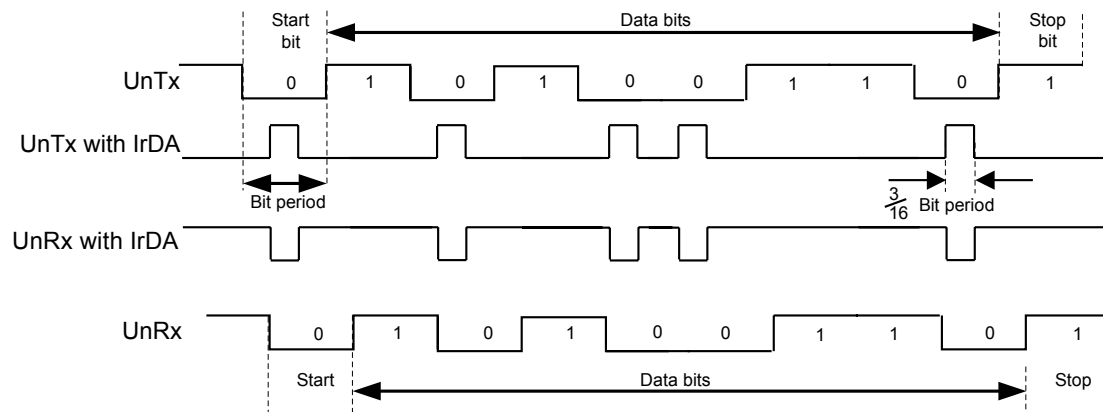 Start
bit
Data bits
Stop
bit
UnTx
0 1 0 1 0 0 1 1 0 1
UnTx with IrDA
Bit period
3/16 Bit period
UnRx with IrDA
UnRx
0 1 0 1 0 0 1 1 0 1
Start
Data bits
Stop